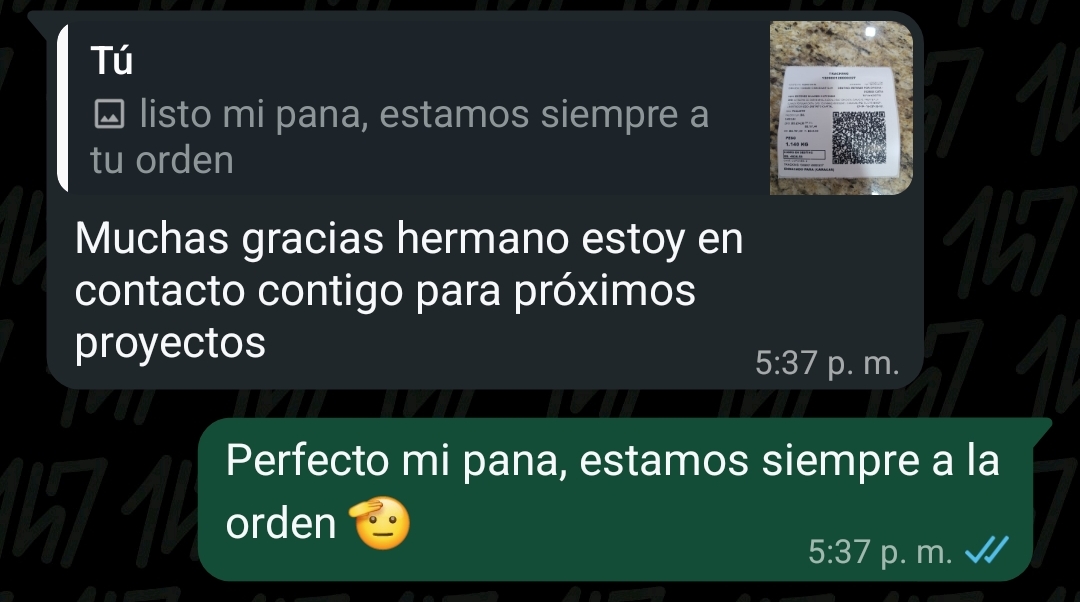 Tú
listo mi pana, estamos siempre a
tu orden
Muchas gracias hermano estoy en
contacto contigo para próximos
proyectos
5:37 p. m.
Perfecto mi pana, estamos siempre a la
orden 🫡
5:37 p. m.